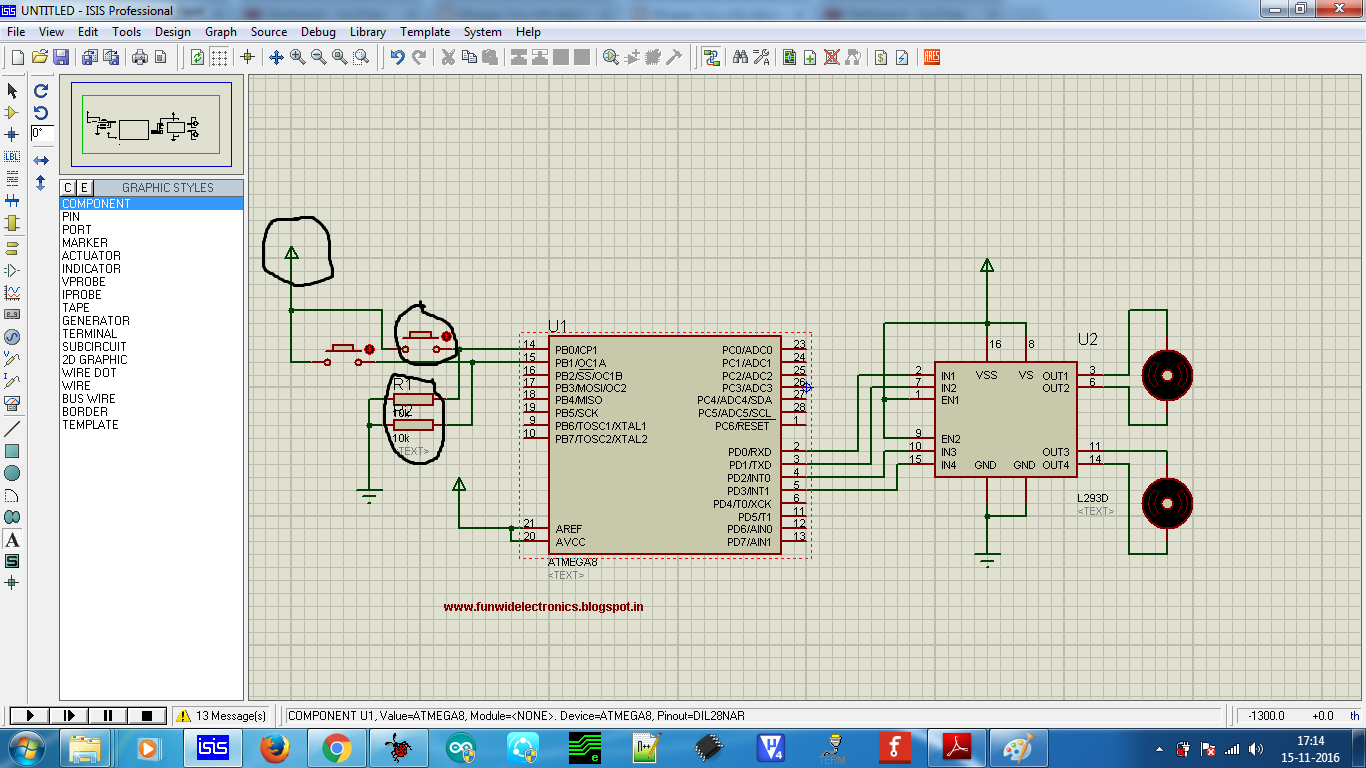 UNTITLED - ISIS Professional
File View Edit Tools Design Graph Source Debug Library Template System Help
0°
C E GRAPHIC STYLES
COMPONENT
PIN
PORT
MARKER
ACTUATOR
INDICATOR
VPROBE
IPROBE
TAPE
GENERATOR
TERMINAL
SUBCIRCUIT
2D GRAPHIC
WIRE DOT
WIRE
BUS WIRE
BORDER
TEMPLATE
R1
10k
R2
10k
<TEXT>
U1
14 PB0/ICP1 PC0/ADC0 23
15 PB1/OC1A PC1/ADC1 24
16 PB2/SS/OC1B PC2/ADC2 25
17 PB3/MOSI/OC2 PC3/ADC3 26
18 PB4/MISO PC4/ADC4/SDA 27
19 PB5/SCK PC5/ADC5/SCL 28
9 PB6/TOSC1/XTAL1 PC6/RESET 1
10 PB7/TOSC2/XTAL2
PD0/RXD 2
PD1/TXD 3
PD2/INT0 4
PD3/INT1 5
PD4/T0/XCK 6
PD5/T1 11
21 AREF PD6/AIN0 12
20 AVCC PD7/AIN1 13
ATMEGA8
<TEXT>
U2
16 8
2 IN1 VSS VS OUT1 3
7 IN2 OUT2 6
1 EN1
9 EN2
10 IN3 OUT3 11
15 IN4 GND GND OUT4 14
L293D
<TEXT>
www.funwidelectronics.blogspot.in
13 Message(s) COMPONENT U1, Value=ATMEGA8, Module=<NONE>. Device=ATMEGA8, Pinout=DIL28NAR -1300.0 +0.0 th
17:14
15-11-2016